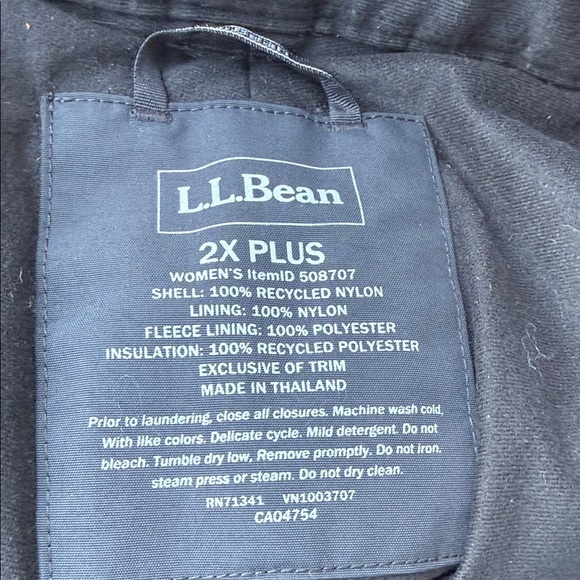 L.L.Bean
2X PLUS
WOMEN'S ItemID 508707
SHELL: 100% RECYCLED NYLON
LINING: 100% NYLON
FLEECE LINING: 100% POLYESTER
INSULATION: 100% RECYCLED POLYESTER
EXCLUSIVE OF TRIM
MADE IN THAILAND
Prior to laundering, close all closures. Machine wash cold,
With like colors. Delicate cycle. Mild detergent. Do not
bleach. Tumble dry low, Remove promptly. Do not iron.
steam press or steam. Do not dry clean.
RN71341 VN1003707
CA04754